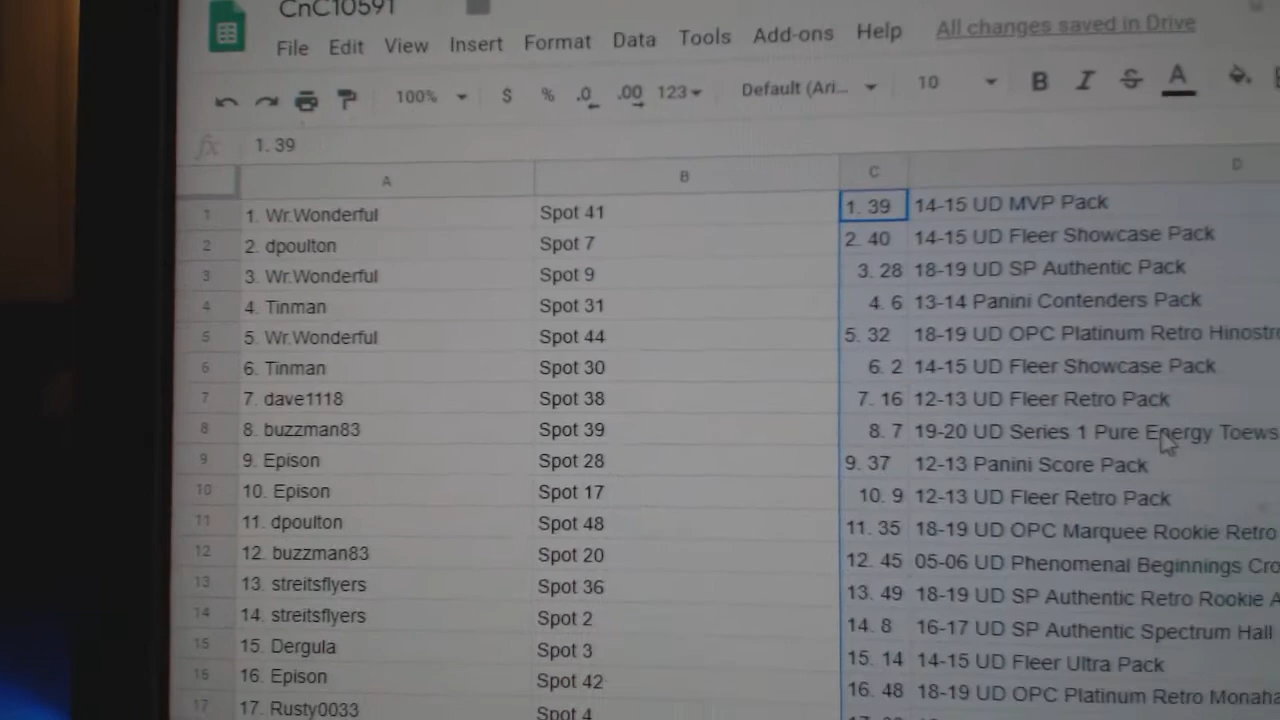 CnC10591
File Edit View Insert Format Data Tools Add-ons Help All changes saved in Drive
100% $ % .0 .00 123 Default (Ari... 10 B I S A
fx 1. 39
A B C D
1 1. Wr.Wonderful Spot 41 1. 39 14-15 UD MVP Pack
2 2. dpoulton Spot 7 2. 40 14-15 UD Fleer Showcase Pack
3 3. Wr.Wonderful Spot 9 3. 28 18-19 UD SP Authentic Pack
4 4. Tinman Spot 31 4. 6 13-14 Panini Contenders Pack
5 5. Wr.Wonderful Spot 44 5. 32 18-19 UD OPC Platinum Retro Hinostro
6 6. Tinman Spot 30 6. 2 14-15 UD Fleer Showcase Pack
7 7. dave1118 Spot 38 7. 16 12-13 UD Fleer Retro Pack
8 8. buzzman83 Spot 39 8. 7 19-20 UD Series 1 Pure Energy Toews
9 9. Epison Spot 28 9. 37 12-13 Panini Score Pack
10 10. Epison Spot 17 10. 9 12-13 UD Fleer Retro Pack
11 11. dpoulton Spot 48 11. 35 18-19 UD OPC Marquee Rookie Retro
12 12. buzzman83 Spot 20 12. 45 05-06 UD Phenomenal Beginnings Cro
13 13. streitsflyers Spot 36 13. 49 18-19 UD SP Authentic Retro Rookie A
14 14. streitsflyers Spot 2 14. 8 16-17 UD SP Authentic Spectrum Hall
15 15. Dergula Spot 3 15. 14 14-15 UD Fleer Ultra Pack
16 16. Epison Spot 42 16. 48 18-19 UD OPC Platinum Retro Monaha
17 17. Rusty0033 Spot 4